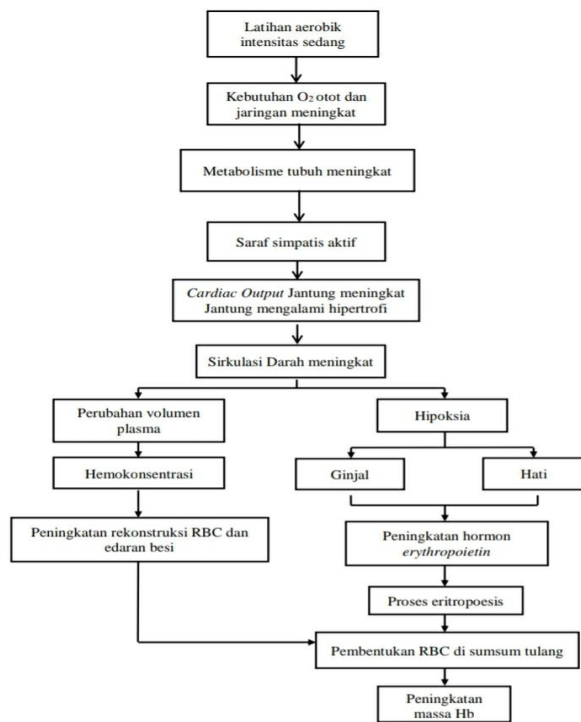 Latihan aerobik
intensitas sedang
Kebutuhan O₂ otot dan
jaringan meningkat
Metabolisme tubuh meningkat
Saraf simpatis aktif
Cardiac Output Jantung meningkat
Jantung mengalami hipertrofi
Sirkulasi Darah meningkat
Perubahan volumen
plasma
Hipoksia
Hemokonsentrasi
Ginjal
Hati
Peningkatan rekonstruksi RBC dan
edaran besi
Peningkatan hormon
erythropoietin
Proses eritropoesis
Pembentukan RBC di sumsum tulang
Peningkatan
massa Hb